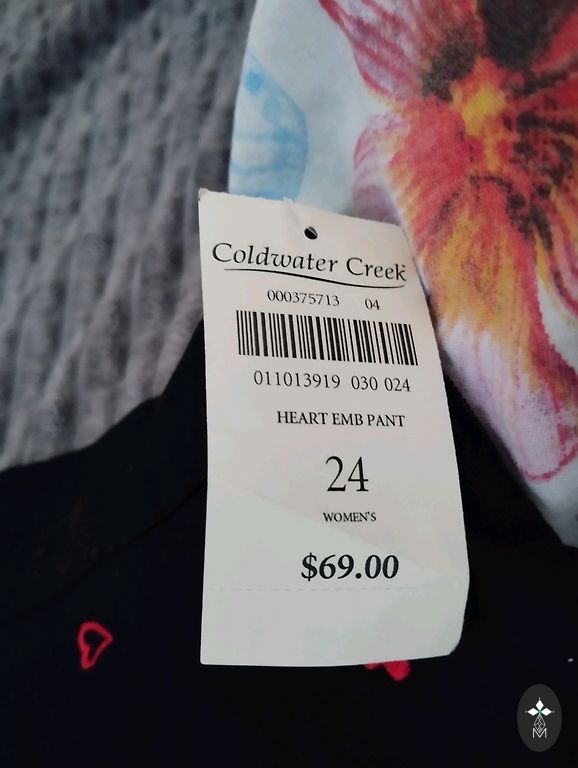 Coldwater Creek
000375713 04
011013919 030 024
HEART EMB PANT
24
WOMEN'S
$69.00
M